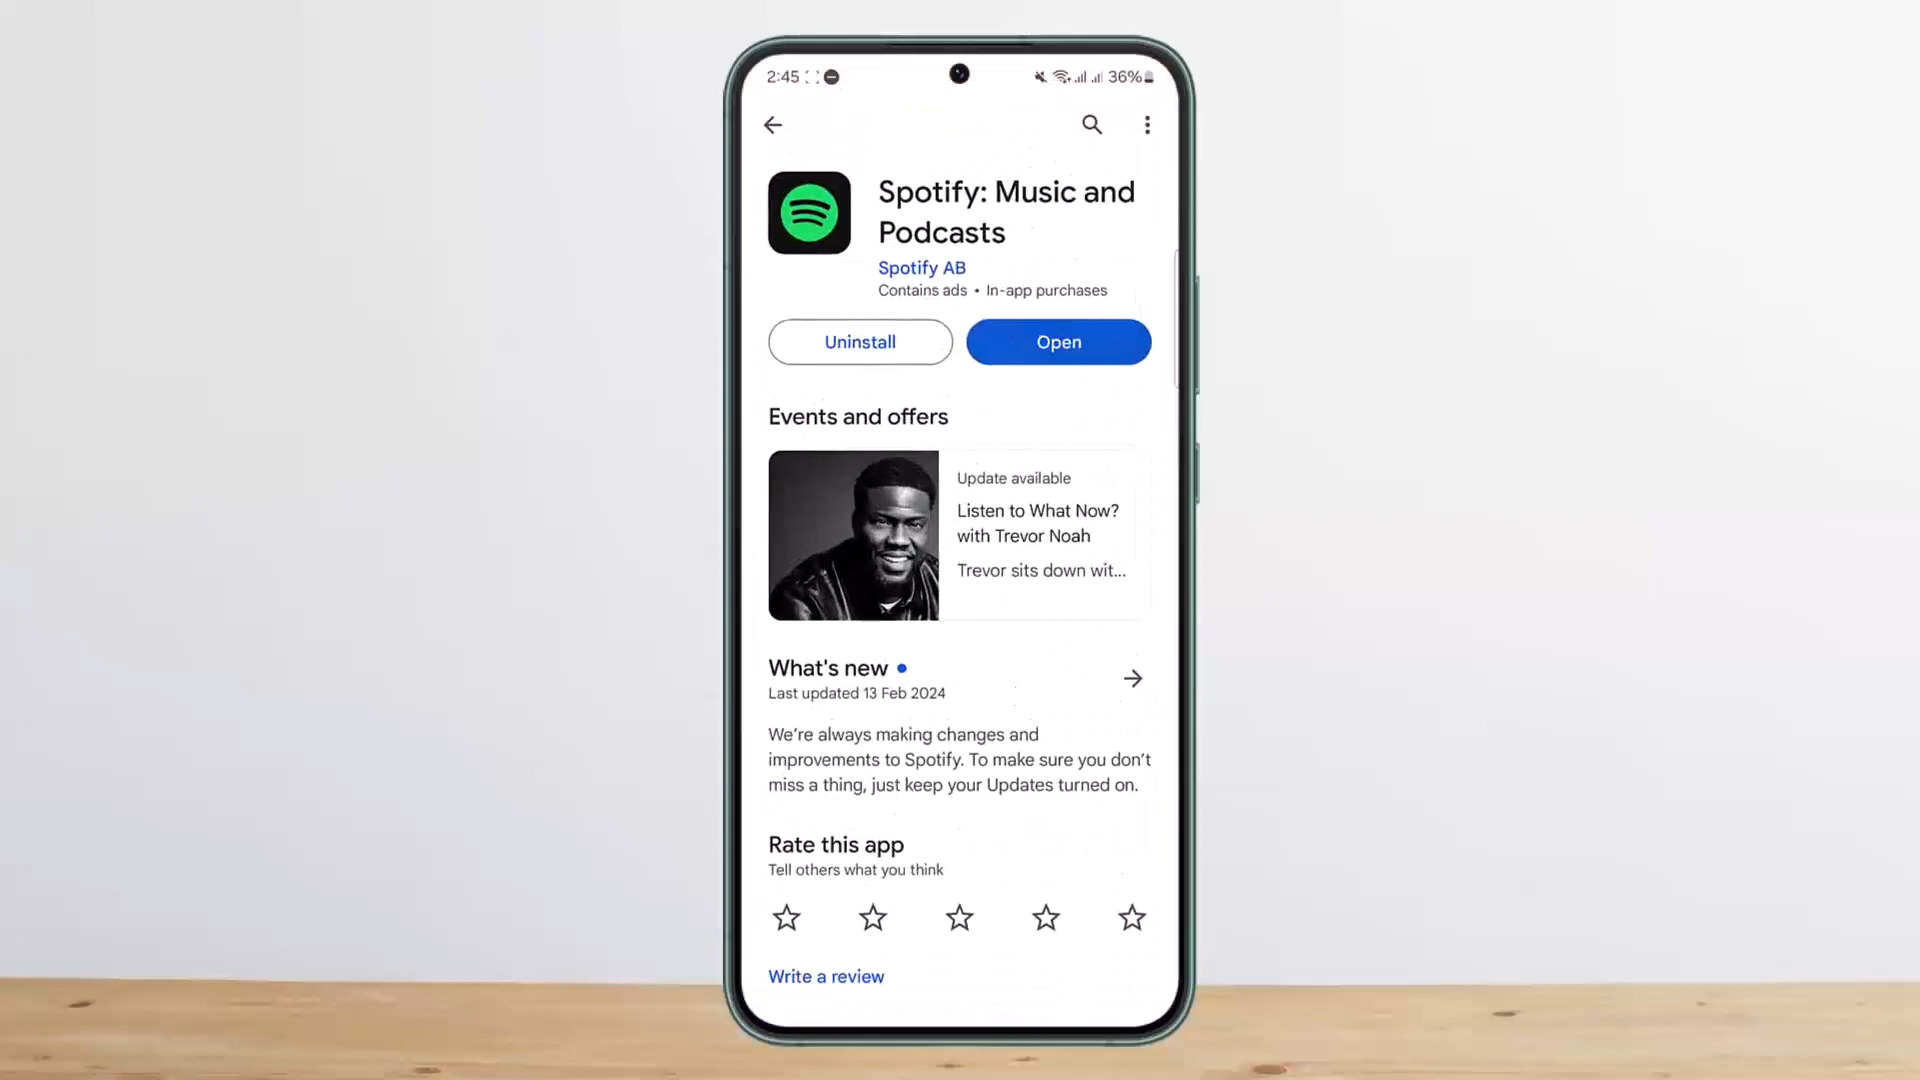 2:45
36%
Spotify: Music and
Podcasts
Spotify AB
Contains ads • In-app purchases
Uninstall
Open
Events and offers
Update available
Listen to What Now?
with Trevor Noah
Trevor sits down wit...
What's new
Last updated 13 Feb 2024
We're always making changes and
improvements to Spotify. To make sure you don't
miss a thing, just keep your Updates turned on.
Rate this app
Tell others what you think
Write a review